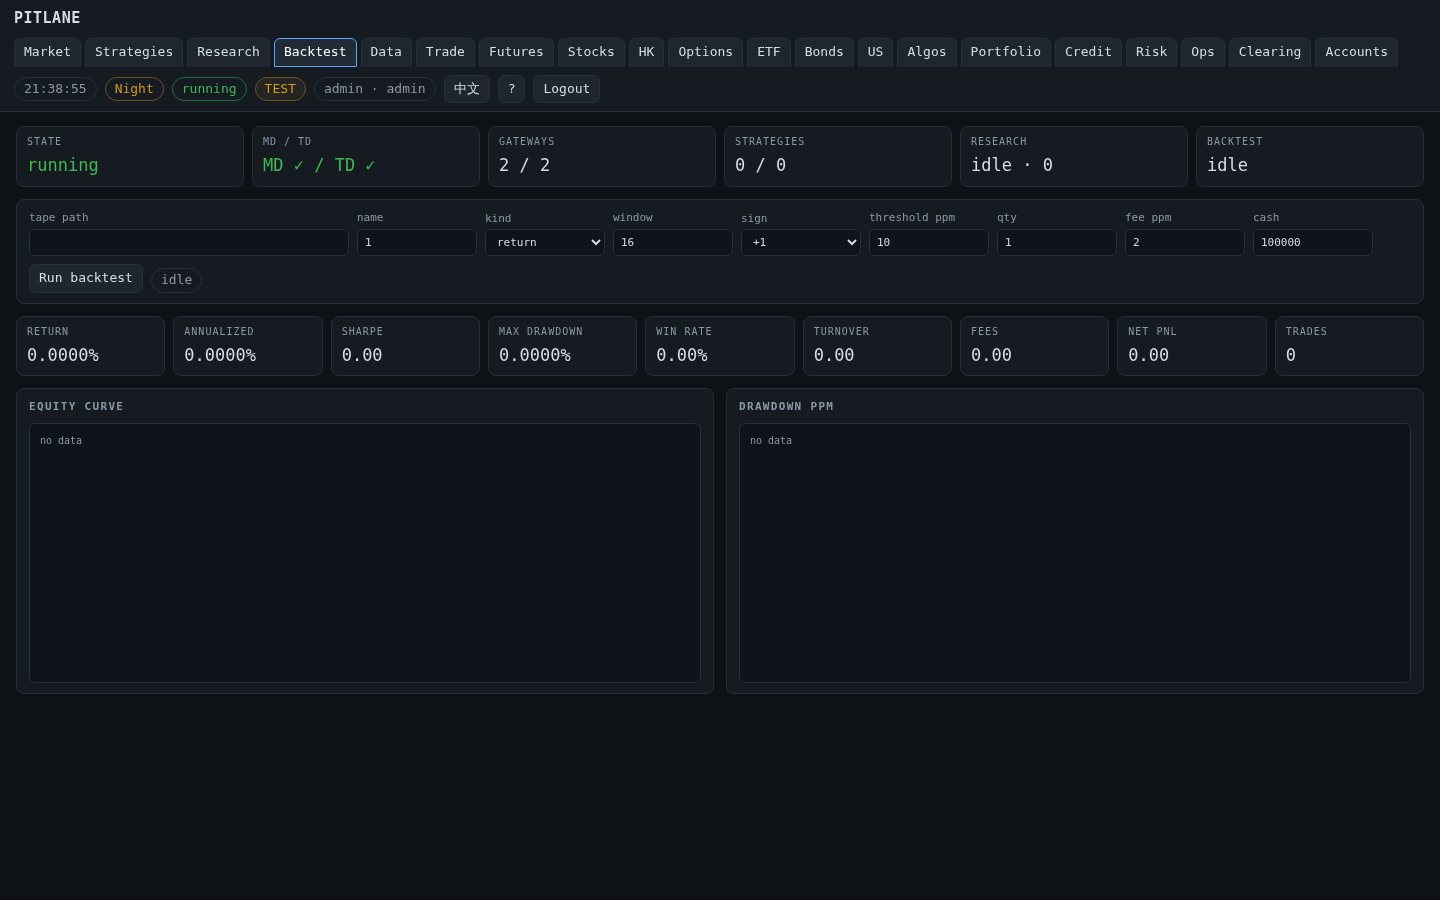 PITLANE
Market Strategies Research Backtest Data Trade Futures Stocks HK Options ETF Bonds US Algos Portfolio Credit Risk Ops Clearing Accounts
21:38:55 Night running TEST admin · admin 中文 ? Logout
STATE MD / TD GATEWAYS STRATEGIES RESEARCH BACKTEST
running MD ✓ / TD ✓ 2 / 2 0 / 0 idle · 0 idle
tape path name kind window sign threshold ppm qty fee ppm cash
1 return 16 +1 10 1 2 100000
Run backtest idle
RETURN ANNUALIZED SHARPE MAX DRAWDOWN WIN RATE TURNOVER FEES NET PNL TRADES
0.0000% 0.0000% 0.00 0.0000% 0.00% 0.00 0.00 0.00 0
EQUITY CURVE DRAWDOWN PPM
no data no data